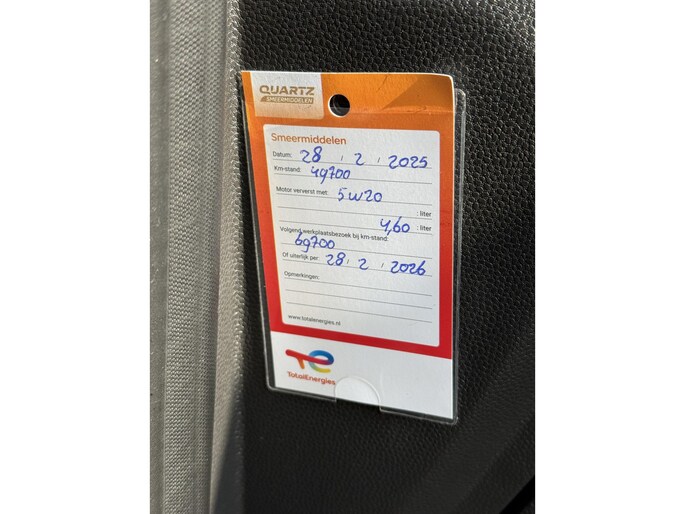 QUARTZ
SMEERMIDDELEN
Smeermiddelen
Datum: 28 / 2 / 2025
Km-stand: 49700
Motor ververst met: 5W20
: liter
4,60 : liter
Volgend werkplaatsbezoek bij km-stand:
69700
Of uiterlijk per: 28 / 2 / 2026
Opmerkingen:
www.totalenergies.nl
TotalEnergies